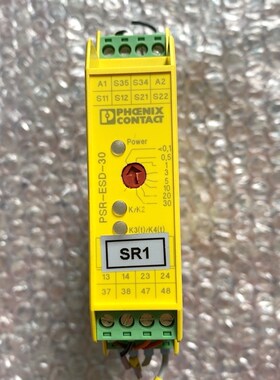 A1 S35 S34 A2
S11 S12 S21 S22
PHŒNIX
CONTACT
PSR-ESD-30
Power
<0,1
0,5
1
3
5
10
20
30
K/K2
K3(t)/K4(t)
SR1
13 14 23 24
37 38 47 48